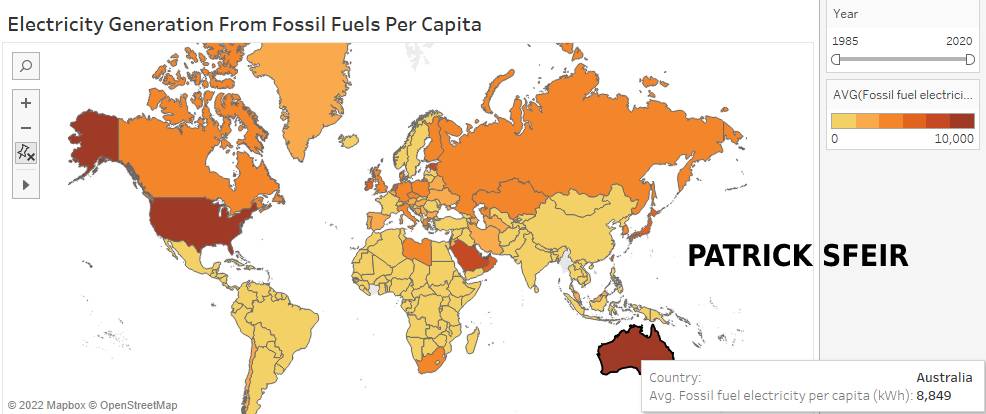 Electricity Generation From Fossil Fuels Per Capita
Year
1985 2020
AVG(Fossil fuel electrici...
0 10,000
PATRICK SFEIR
Country: Australia
Avg. Fossil fuel electricity per capita (kWh): 8,849
© 2022 Mapbox © OpenStreetMap